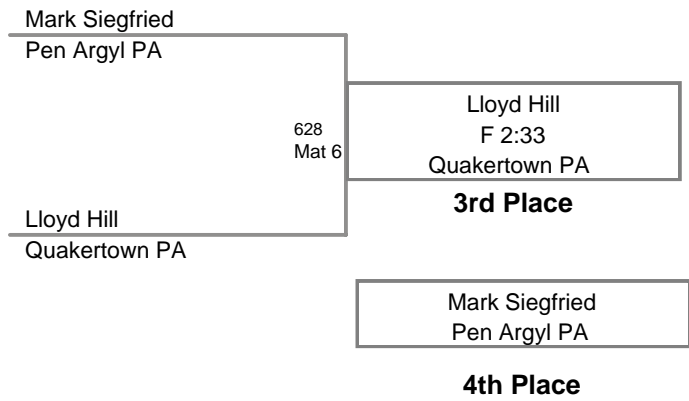 Mark Siegfried
Pen Argyl PA
Lloyd Hill
F 2:33
Quakertown PA
3rd Place
628
Mat 6
Lloyd Hill
Quakertown PA
Mark Siegfried
Pen Argyl PA
4th Place